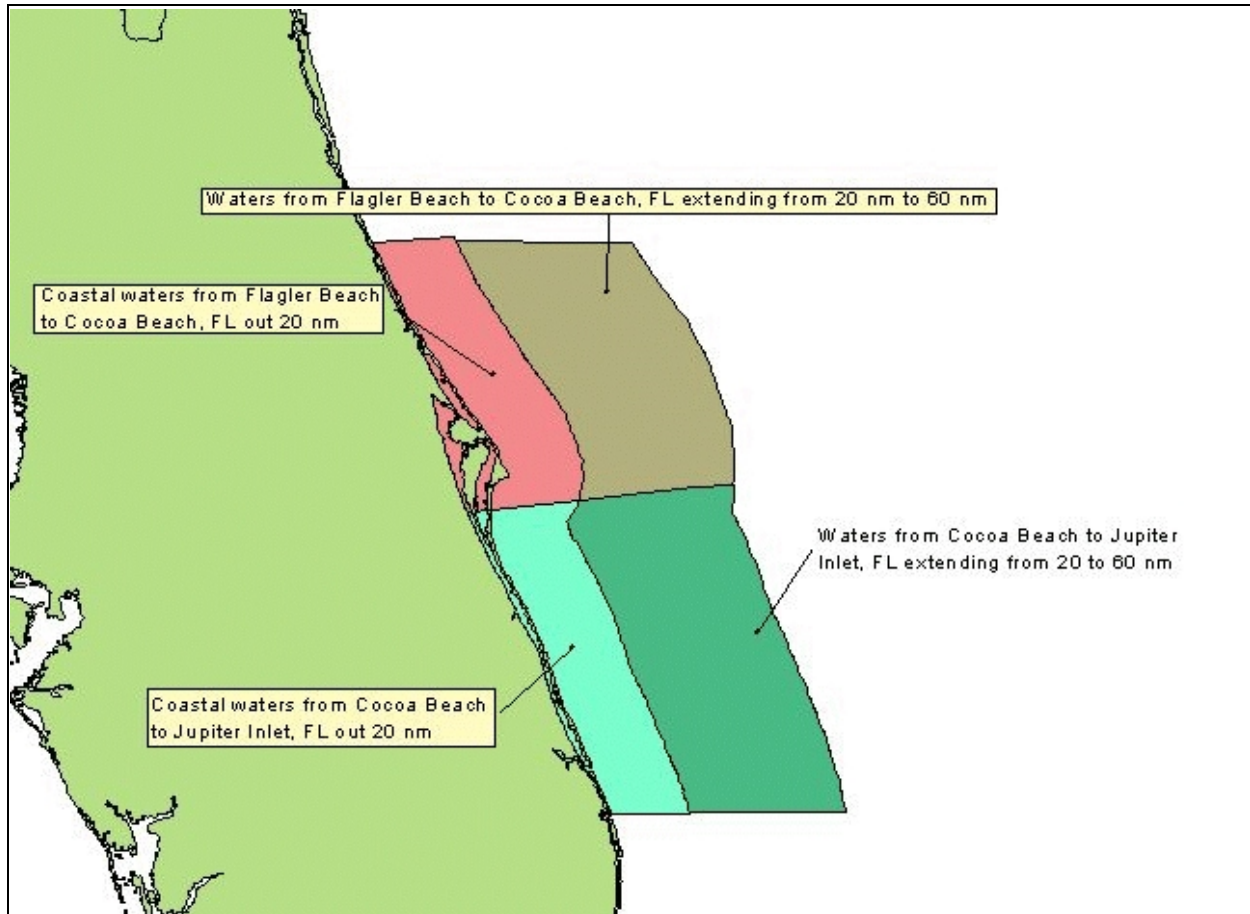 Waters from Flagler Beach to Cocoa Beach, FL extending from 20 nm to 60 nm
Coastal waters from Flagler Beach
to Cocoa Beach, FL out 20 nm
Waters from Cocoa Beach to Jupiter
Inlet, FL extending from 20 to 60 nm
Coastal waters from Cocoa Beach
to Jupiter Inlet, FL out 20 nm